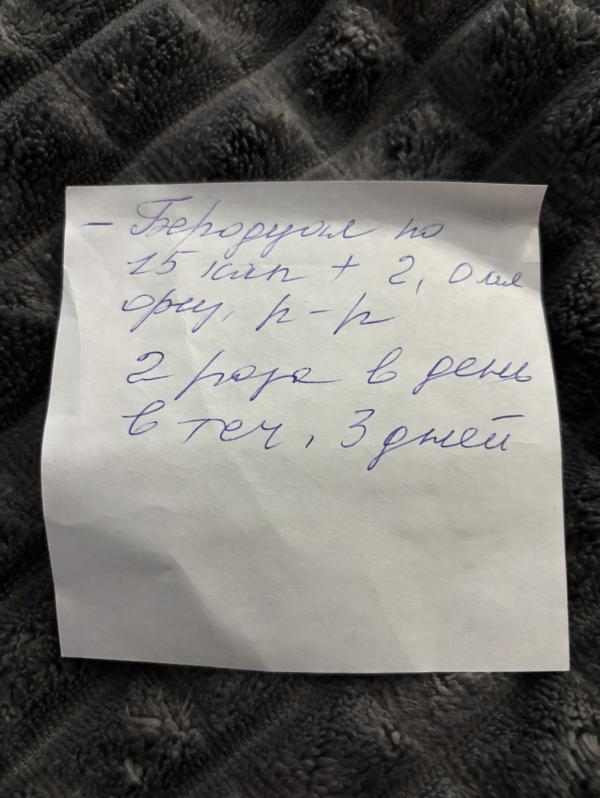 - Беродуал по
15 кап + 2,0 мл
физ, р-р
2 раза в день
в теч, 3 дней